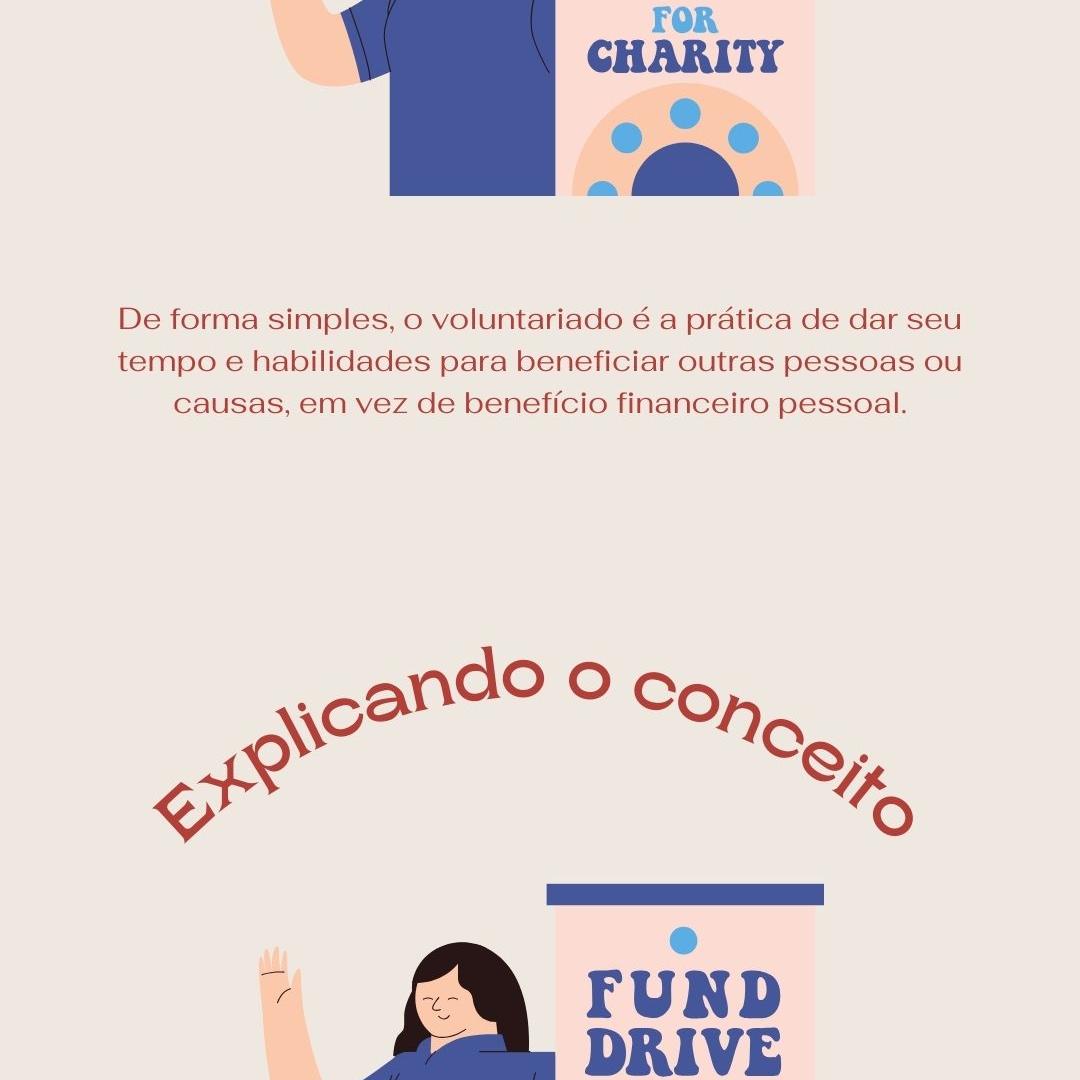 FOR
CHARITY
De forma simples, o voluntariado é a prática de dar seu
tempo e habilidades para beneficiar outras pessoas ou
causas, em vez de benefício financeiro pessoal.
Explicando o conceito
FUND
DRIVE